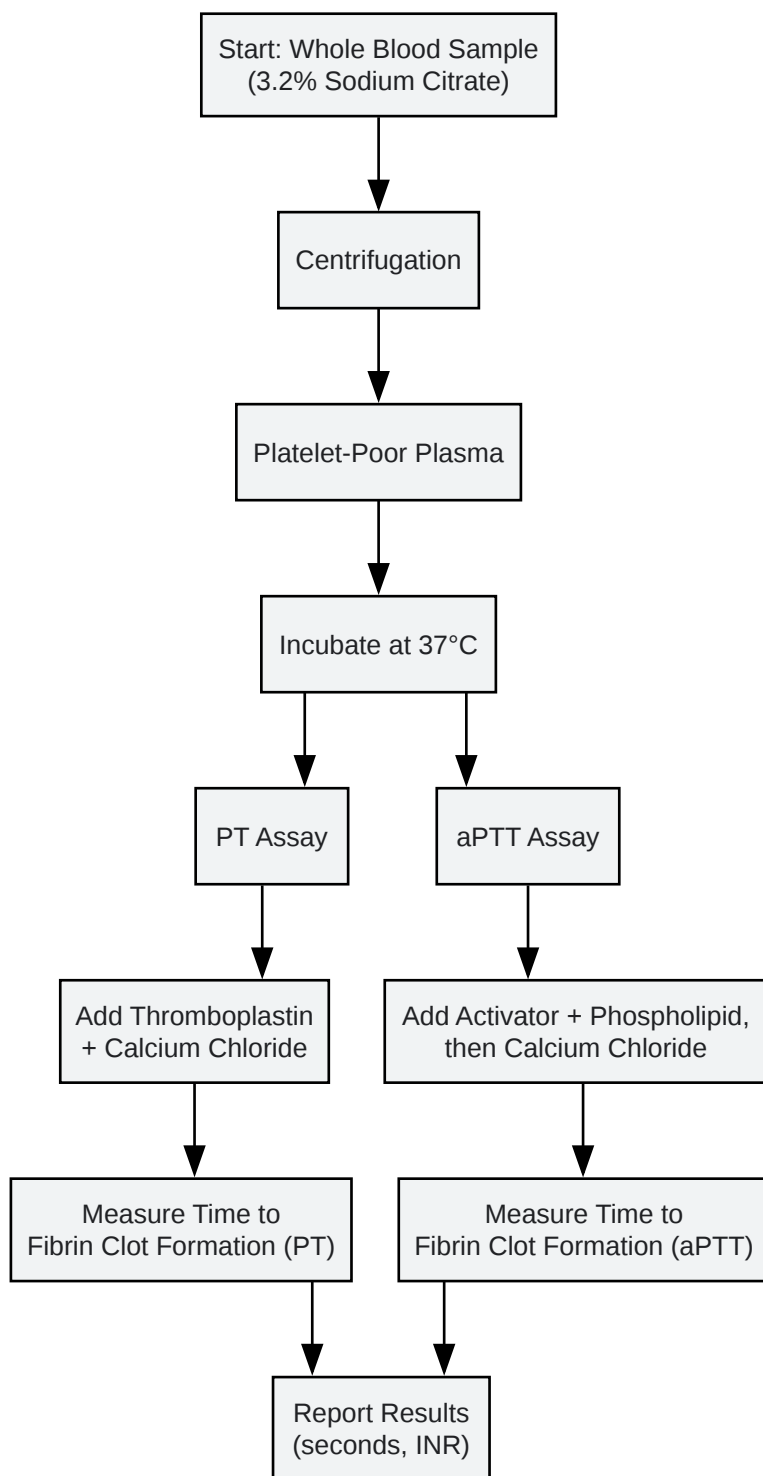 Start: Whole Blood Sample
(3.2% Sodium Citrate)
Centrifugation
Platelet-Poor Plasma
Incubate at 37°C
PT Assay
aPTT Assay
Add Thromboplastin
+ Calcium Chloride
Add Activator + Phospholipid,
then Calcium Chloride
Measure Time to
Fibrin Clot Formation (PT)
Measure Time to
Fibrin Clot Formation (aPTT)
Report Results
(seconds, INR)